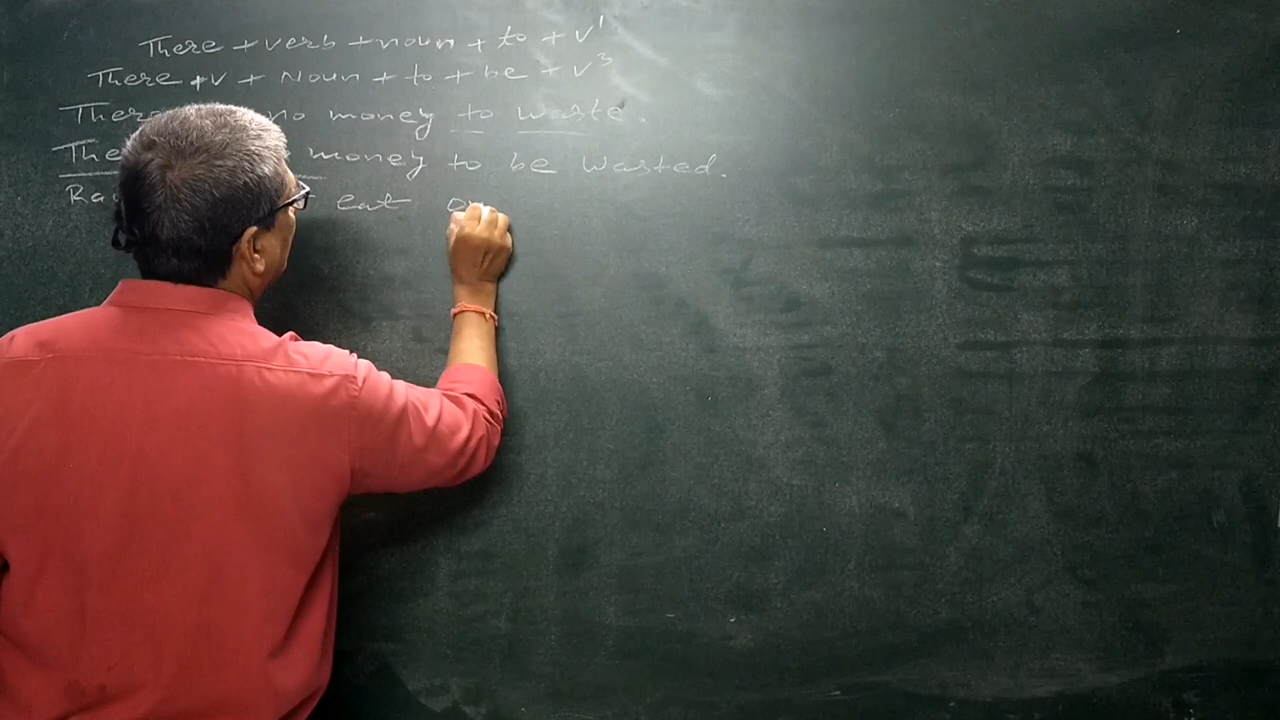 There + verb + noun + to + v¹
There + v + Noun + to + be + v³
There no money to waste.
money to be wasted.
eat